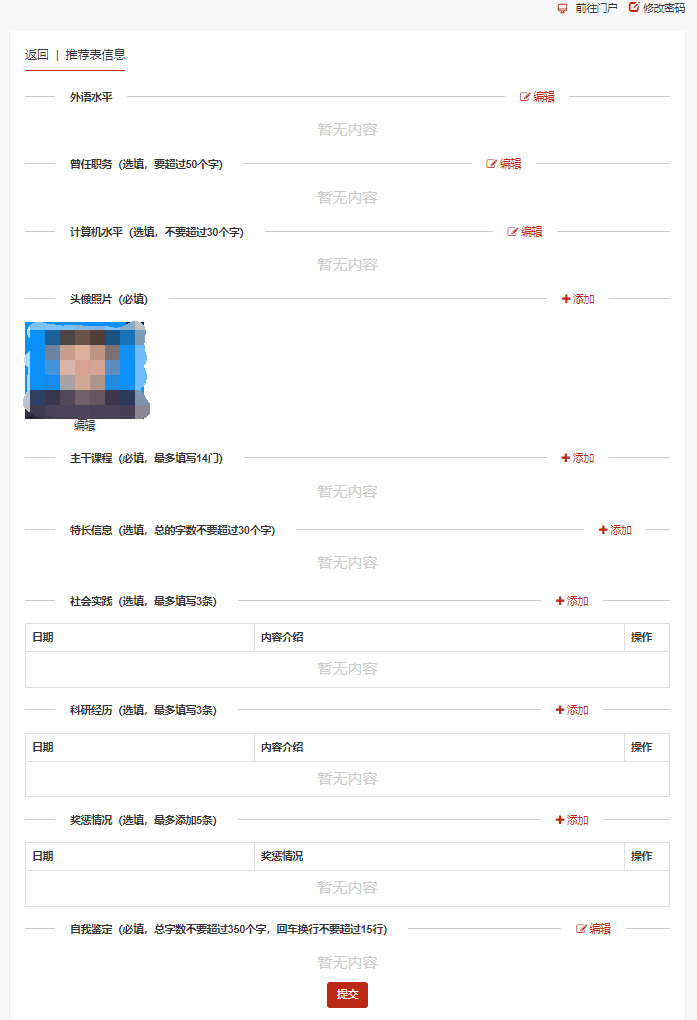 前往门户 修改密码
返回 | 推荐表信息
外语水平 编辑
暂无内容
曾任职务（选填，要超过50个字） 编辑
暂无内容
计算机水平（选填，不要超过30个字） 编辑
暂无内容
头像照片（必填） 添加
编辑
主干课程（必填，最多填写14门） 添加
暂无内容
特长信息（选填，总的字数不要超过30个字） 添加
暂无内容
社会实践（选填，最多填写3条） 添加
日期 内容介绍 操作
暂无内容
科研经历（选填，最多填写3条） 添加
日期 内容介绍 操作
暂无内容
奖惩情况（选填，最多添加5条） 添加
日期 奖惩情况 操作
暂无内容
自我鉴定（必填，总字数不要超过350个字，回车换行不要超过15行） 编辑
暂无内容
提交